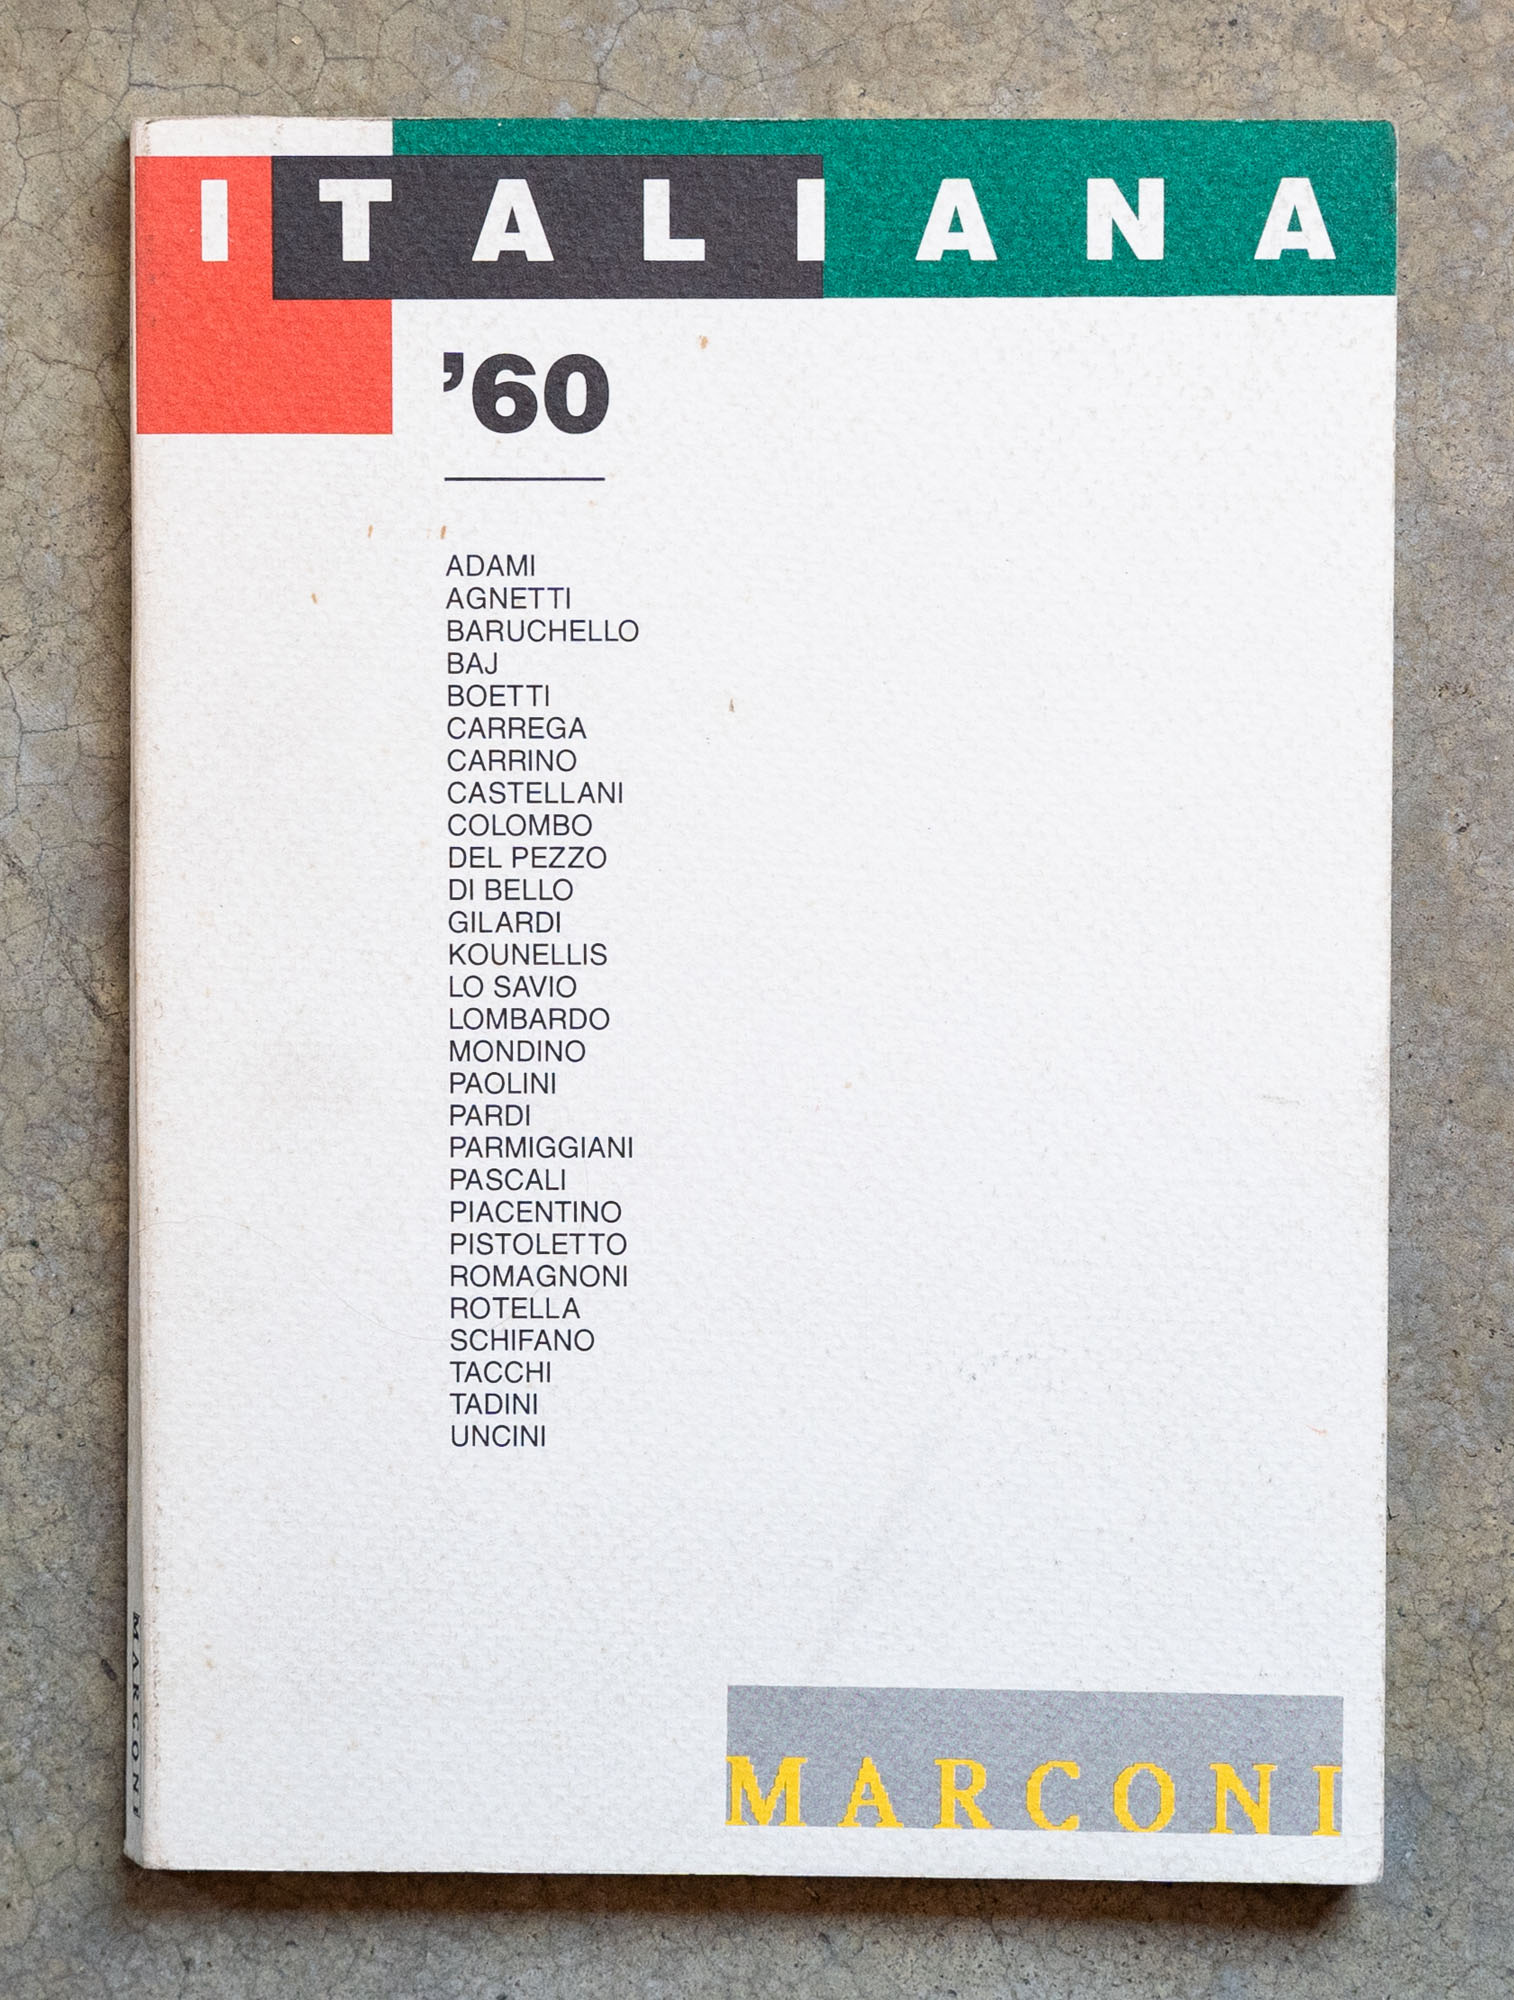 ITALIANA
’60
ADAMI
AGNETTI
BARUCHELLO
BAJ
BOETTI
CARREGA
CARRINO
CASTELLANI
COLOMBO
DEL PEZZO
DI BELLO
GILARDI
KOUNELLIS
LO SAVIO
LOMBARDO
MONDINO
PAOLINI
PARDI
PARMIGGIANI
PASCALI
PIACENTINO
PISTOLETTO
ROMAGNONI
ROTELLA
SCHIFANO
TACCHI
TADINI
UNCINI
MARCONI
MARCONI